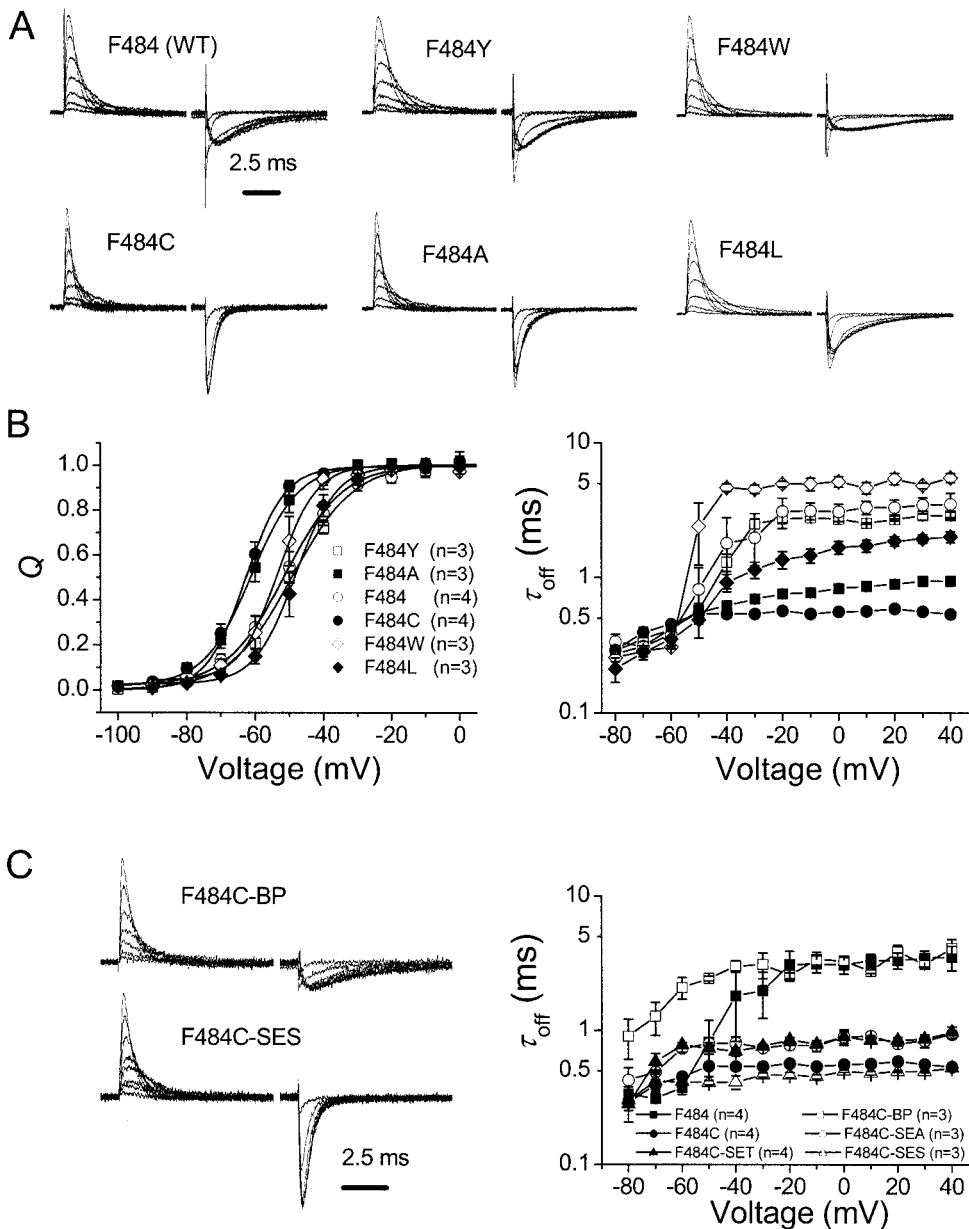 A
F484 (WT)
F484Y
F484W
2.5 ms
F484C
F484A
F484L
B
Q
1.0
0.8
0.6
0.4
0.2
0.0
F484Y (n=3)
F484A (n=3)
F484 (n=4)
F484C (n=4)
F484W (n=3)
F484L (n=3)
-100 -80 -60 -40 -20 0
Voltage (mV)
τoff (ms)
10
5
1
0.5
0.1
-80 -60 -40 -20 0 20 40
Voltage (mV)
C
F484C-BP
F484C-SES
2.5 ms
τoff (ms)
10
5
1
0.5
0.1
F484 (n=4)
F484C (n=4)
F484C-SET (n=4)
F484C-BP (n=3)
F484C-SEA (n=3)
F484C-SES (n=3)
-80 -60 -40 -20 0 20 40
Voltage (mV)